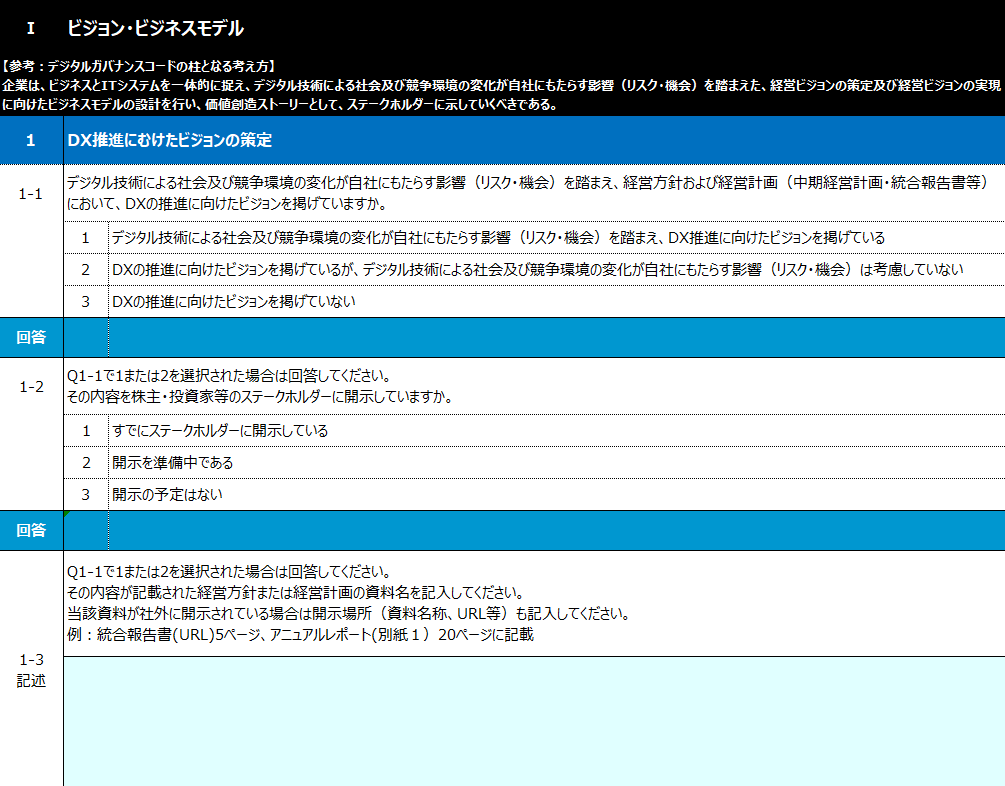 I ビジョン・ビジネスモデル
【参考：デジタルガバナンスコードの柱となる考え方】
企業は、ビジネスとITシステムを一体的に捉え、デジタル技術による社会及び競争環境の変化が自社にもたらす影響（リスク・機会）を踏まえた、経営ビジョンの策定及び経営ビジョンの実現
に向けたビジネスモデルの設計を行い、価値創造ストーリーとして、ステークホルダーに示していくべきである。
1 DX推進にむけたビジョンの策定
1-1
デジタル技術による社会及び競争環境の変化が自社にもたらす影響（リスク・機会）を踏まえ、経営方針および経営計画（中期経営計画・統合報告書等）
において、DXの推進に向けたビジョンを掲げていますか。
1 デジタル技術による社会及び競争環境の変化が自社にもたらす影響（リスク・機会）を踏まえ、DX推進に向けたビジョンを掲げている
2 DXの推進に向けたビジョンを掲げているが、デジタル技術による社会及び競争環境の変化が自社にもたらす影響（リスク・機会）は考慮していない
3 DXの推進に向けたビジョンを掲げていない
回答
1-2
Q1-1で1または2を選択された場合は回答してください。
その内容を株主・投資家等のステークホルダーに開示していますか。
1 すでにステークホルダーに開示している
2 開示を準備中である
3 開示の予定はない
回答
1-3
記述
Q1-1で1または2を選択された場合は回答してください。
その内容が記載された経営方針または経営計画の資料名を記入してください。
当該資料が社外に開示されている場合は開示場所（資料名称、URL等）も記入してください。
例：統合報告書(URL)5ページ、アニュアルレポート(別紙１）20ページに記載